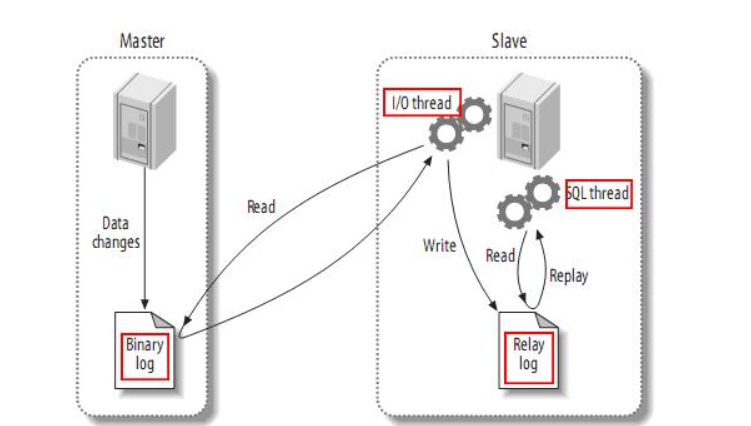 Master
Slave
I/O thread
SQL thread
Read
Data
changes
Write
Read
Replay
Binary
log
Relay
log